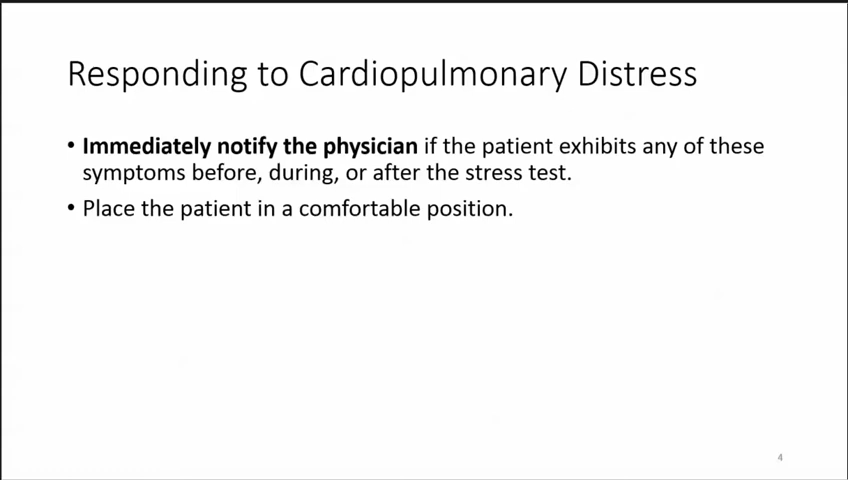 Responding to Cardiopulmonary Distress
• Immediately notify the physician if the patient exhibits any of these
symptoms before, during, or after the stress test.
• Place the patient in a comfortable position.
4